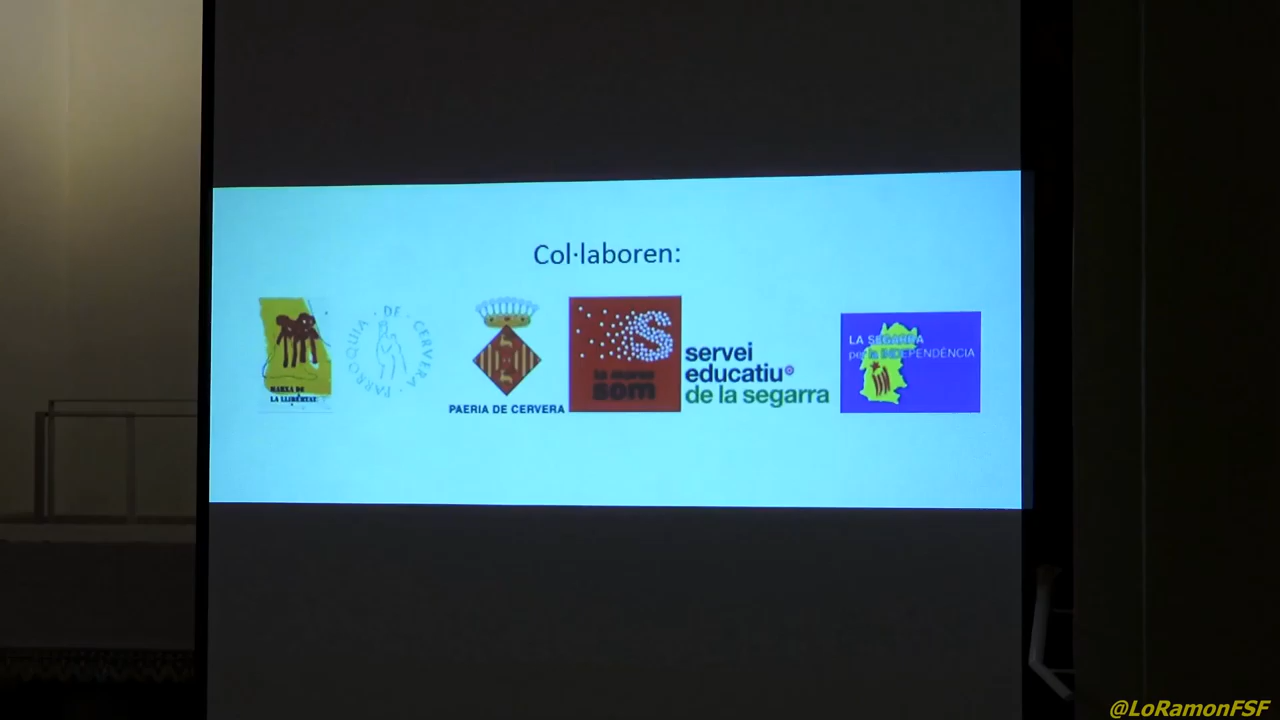 Col·laboren:
MARXA DE
LA LLIBERTAT
PARROQUIA · DE · CERVERA ·
PAERIA DE CERVERA
som
servei
educatiu
de la segarra
LA SEGARRA
per la INDEPENDÈNCIA
@LoRamonFSF